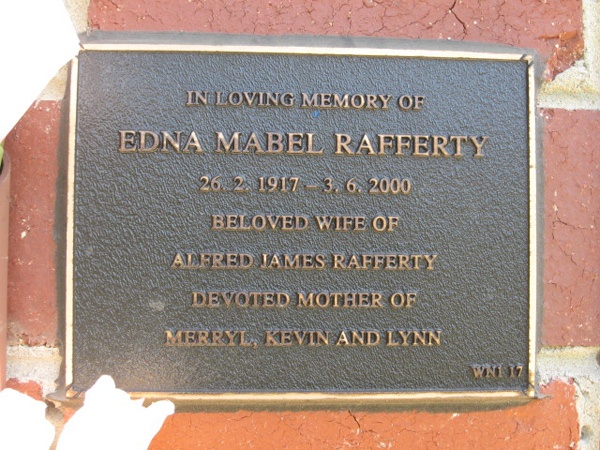 IN LOVING MEMORY OF
EDNA MABEL RAFFERTY
26. 2. 1917 – 3. 6. 2000
BELOVED WIFE OF
ALFRED JAMES RAFFERTY
DEVOTED MOTHER OF
MERRYL, KEVIN AND LYNN
WN1 17